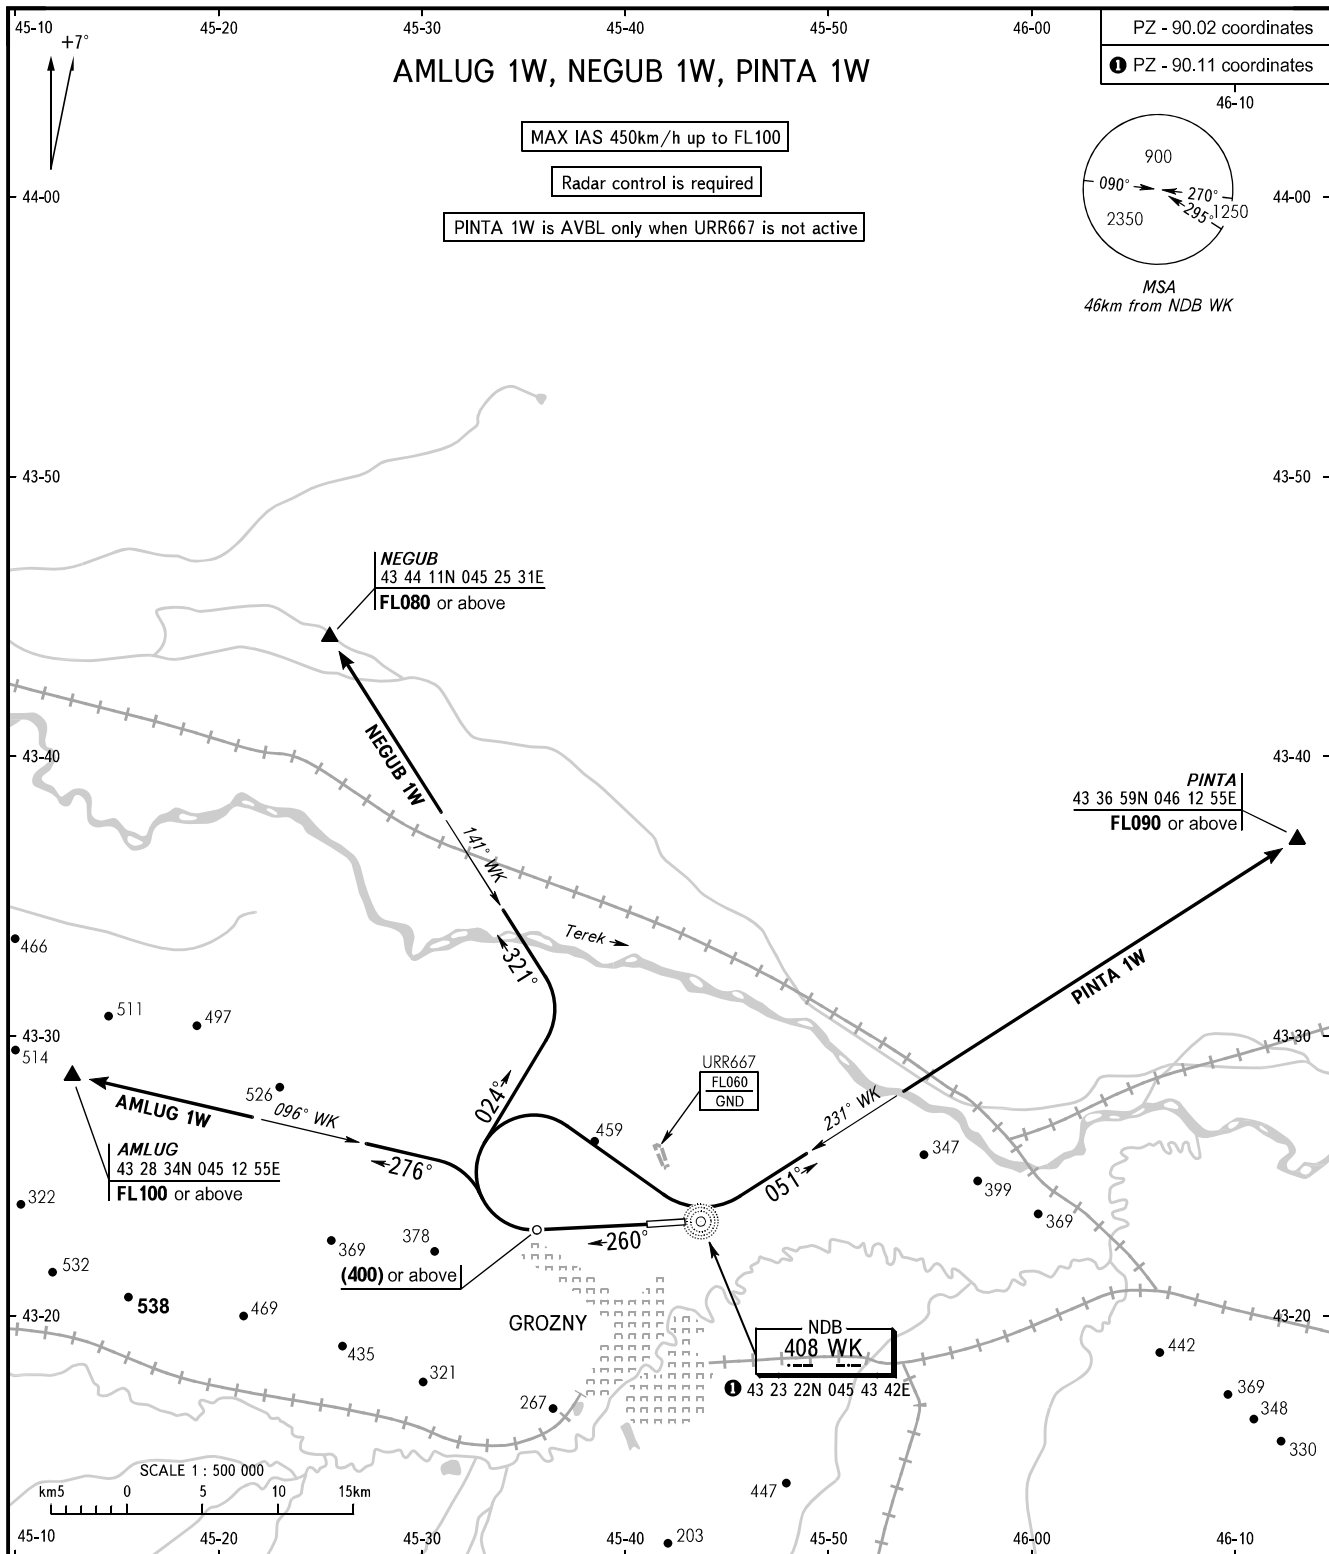 45-10 45-20 45-30 45-40 45-50 46-00
PZ - 90.02 coordinates
❶ PZ - 90.11 coordinates
46-10
+7°
AMLUG 1W, NEGUB 1W, PINTA 1W
MAX IAS 450km/h up to FL100
Radar control is required
PINTA 1W is AVBL only when URR667 is not active
900
090°
270°
295°
1250
2350
MSA
46km from NDB WK
44-00 44-00
43-50 43-50
NEGUB
43 44 11N 045 25 31E
FL080 or above
NEGUB 1W
141° WK
321°
43-40 43-40
PINTA
43 36 59N 046 12 55E
FL090 or above
PINTA 1W
Terek
466
511
497
43-30 43-30
514
526
URR667
FL060
GND
024°
231° WK
051°
AMLUG 1W
096° WK
276°
AMLUG
43 28 34N 045 12 55E
FL100 or above
459
347
399
369
322
369
378
260°
(400) or above
532
538
469
43-20 43-20
GROZNY
NDB
408 WK
❶ 43 23 22N 045 43 42E
435
321
267
442
369
348
330
447
203
SCALE 1 : 500 000
km5 0 5 10 15km
45-10 45-20 45-30 45-40 45-50 46-00 46-10